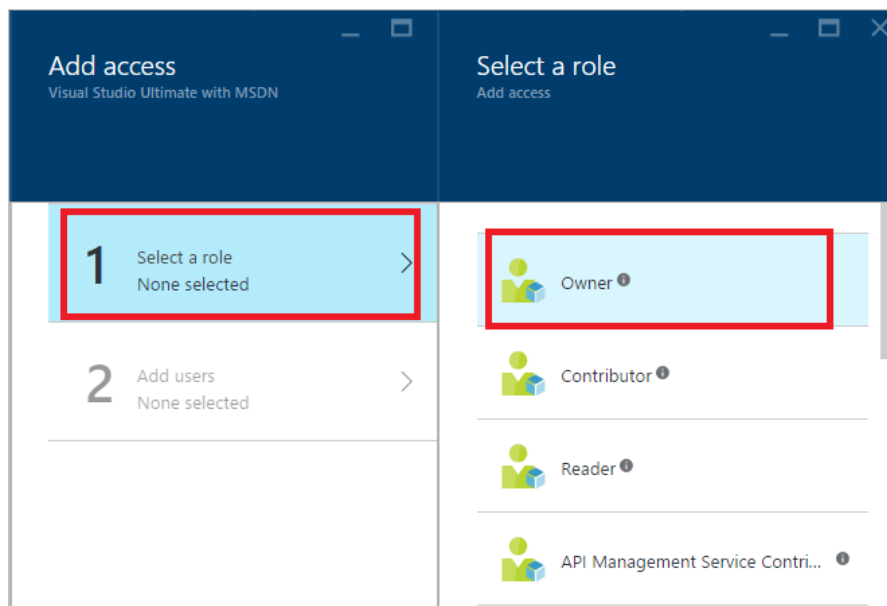 Add access
Visual Studio Ultimate with MSDN
1
Select a role
None selected
2
Add users
None selected
Select a role
Add access
Owner
Contributor
Reader
API Management Service Contri...